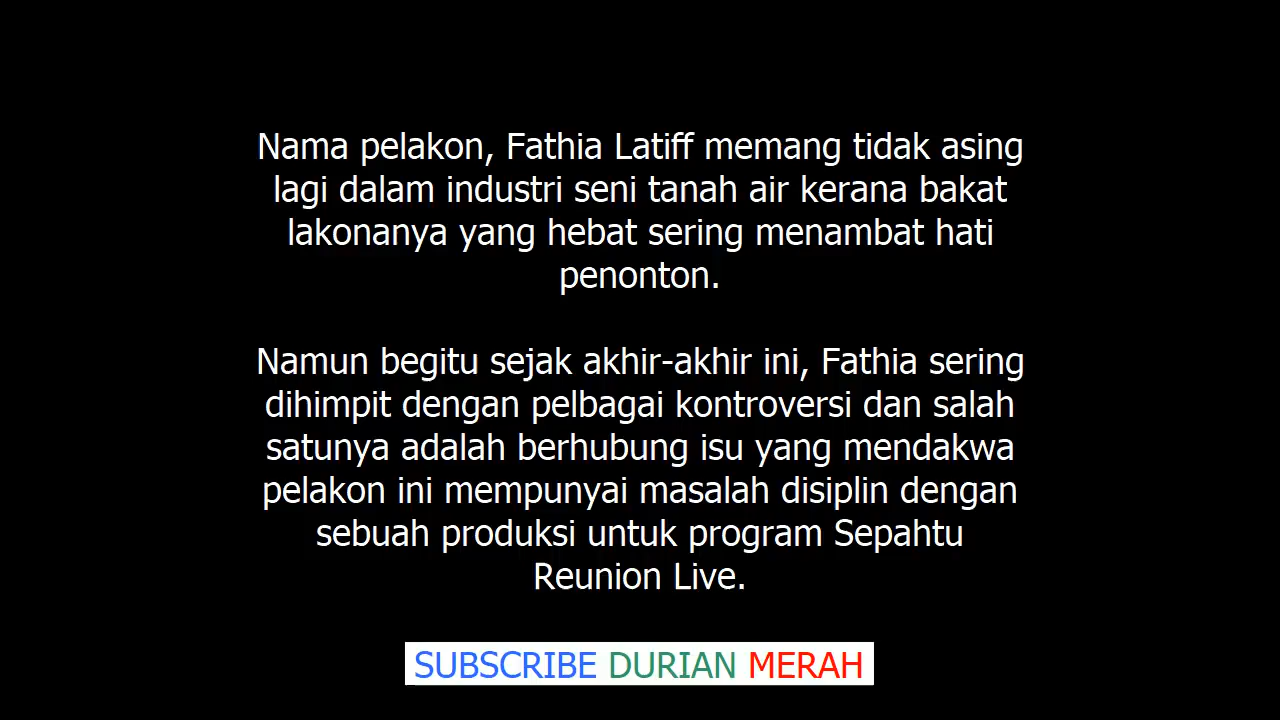 Nama pelakon, Fathia Latiff memang tidak asing
lagi dalam industri seni tanah air kerana bakat
lakonanya yang hebat sering menambat hati
penonton.
Namun begitu sejak akhir-akhir ini, Fathia sering
dihimpit dengan pelbagai kontroversi dan salah
satunya adalah berhubung isu yang mendakwa
pelakon ini mempunyai masalah disiplin dengan
sebuah produksi untuk program Sepahtu
Reunion Live.
SUBSCRIBE DURIAN MERAH